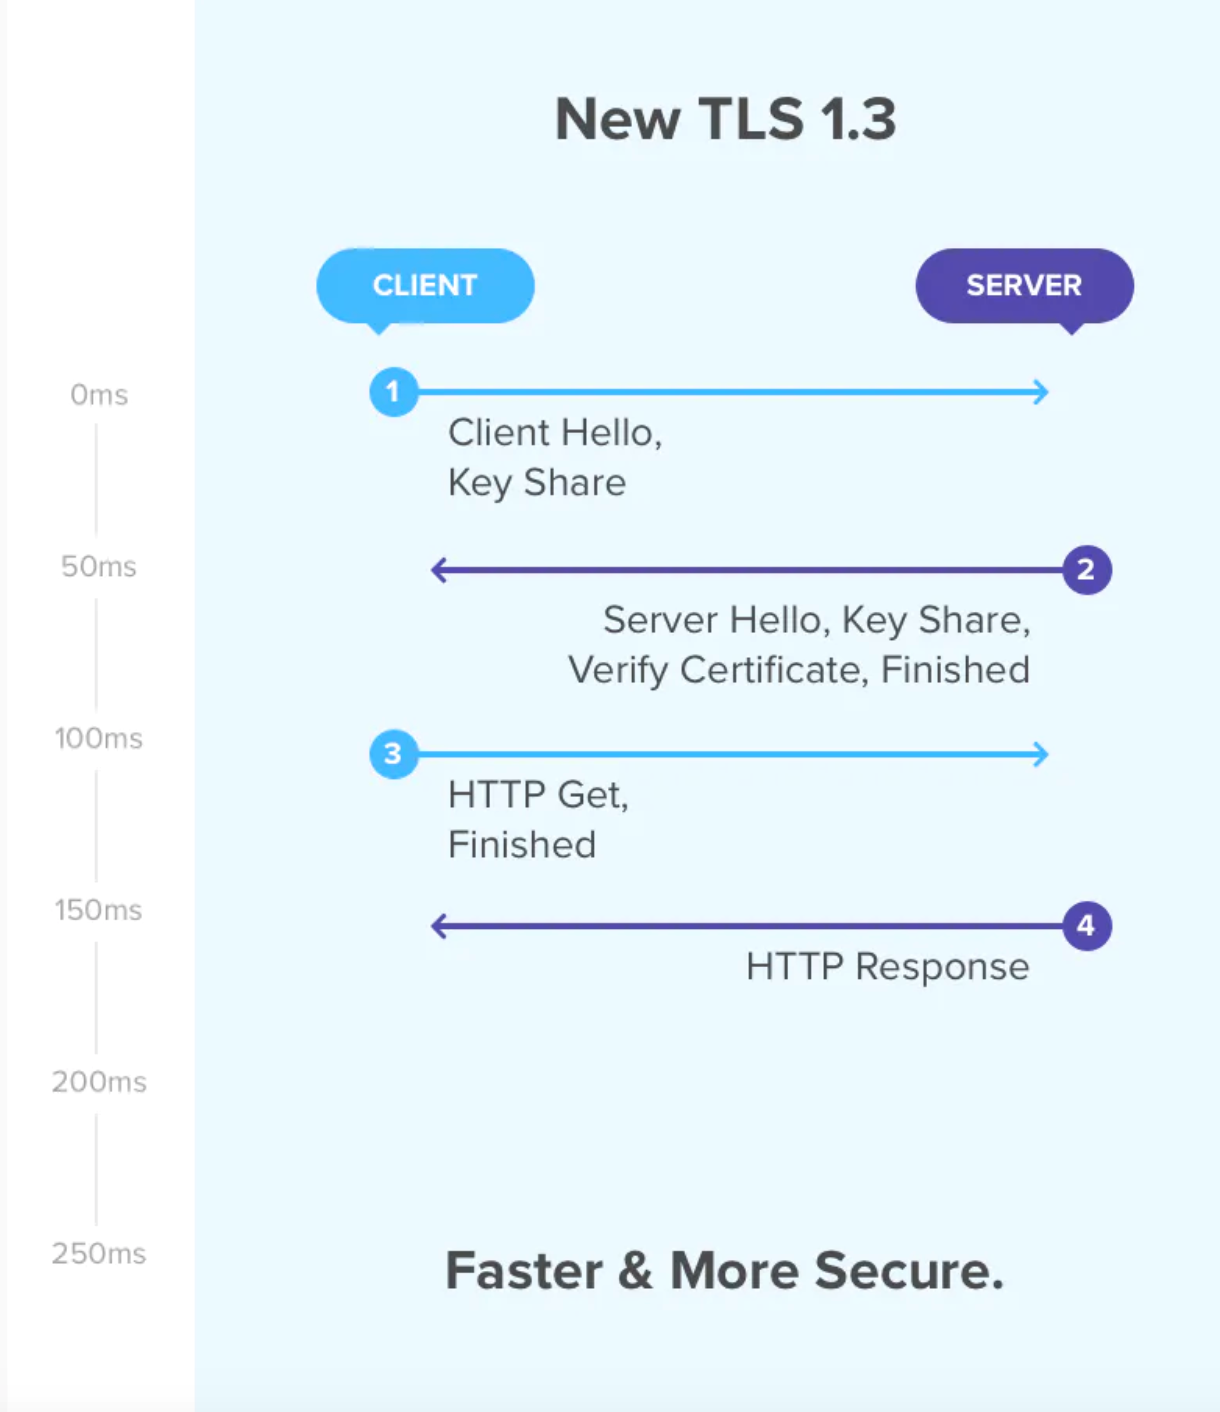 New TLS 1.3
CLIENT
SERVER
0ms
1
Client Hello,
Key Share
50ms
2
Server Hello, Key Share,
Verify Certificate, Finished
100ms
3
HTTP Get,
Finished
150ms
4
HTTP Response
200ms
250ms
Faster & More Secure.